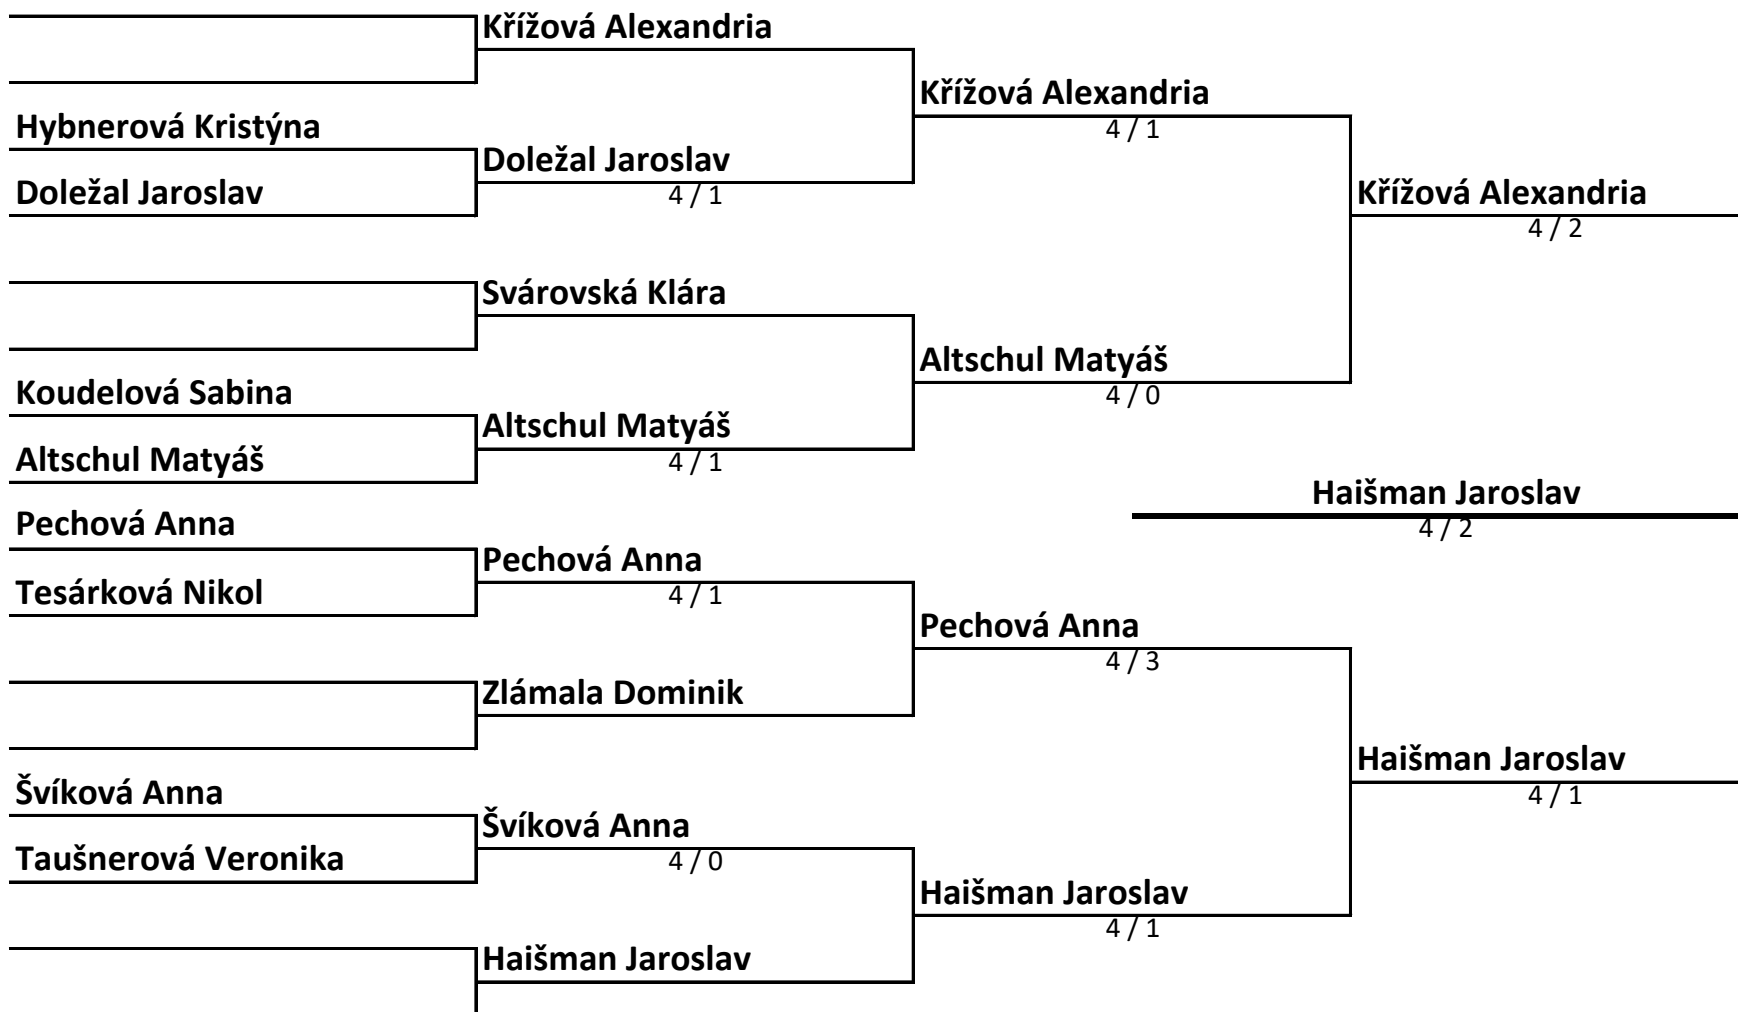 Křížová Alexandria
Křížová Alexandria
4 / 1
Hybnerová Kristýna
Doležal Jaroslav
4 / 1
Doležal Jaroslav
Křížová Alexandria
4 / 2
Svárovská Klára
Altschul Matyáš
4 / 0
Koudelová Sabina
Altschul Matyáš
4 / 1
Altschul Matyáš
Haišman Jaroslav
4 / 2
Pechová Anna
Pechová Anna
4 / 1
Tesárková Nikol
Pechová Anna
4 / 3
Zlámala Dominik
Haišman Jaroslav
4 / 1
Švíková Anna
Švíková Anna
4 / 0
Taušnerová Veronika
Haišman Jaroslav
4 / 1
Haišman Jaroslav